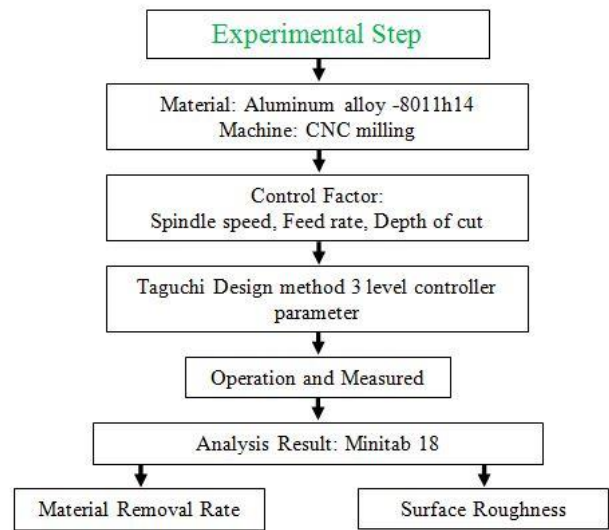 Experimental Step
Material: Aluminum alloy -8011h14
Machine: CNC milling
Control Factor:
Spindle speed, Feed rate, Depth of cut
Taguchi Design method 3 level controller
parameter
Operation and Measured
Analysis Result: Minitab 18
Material Removal Rate
Surface Roughness